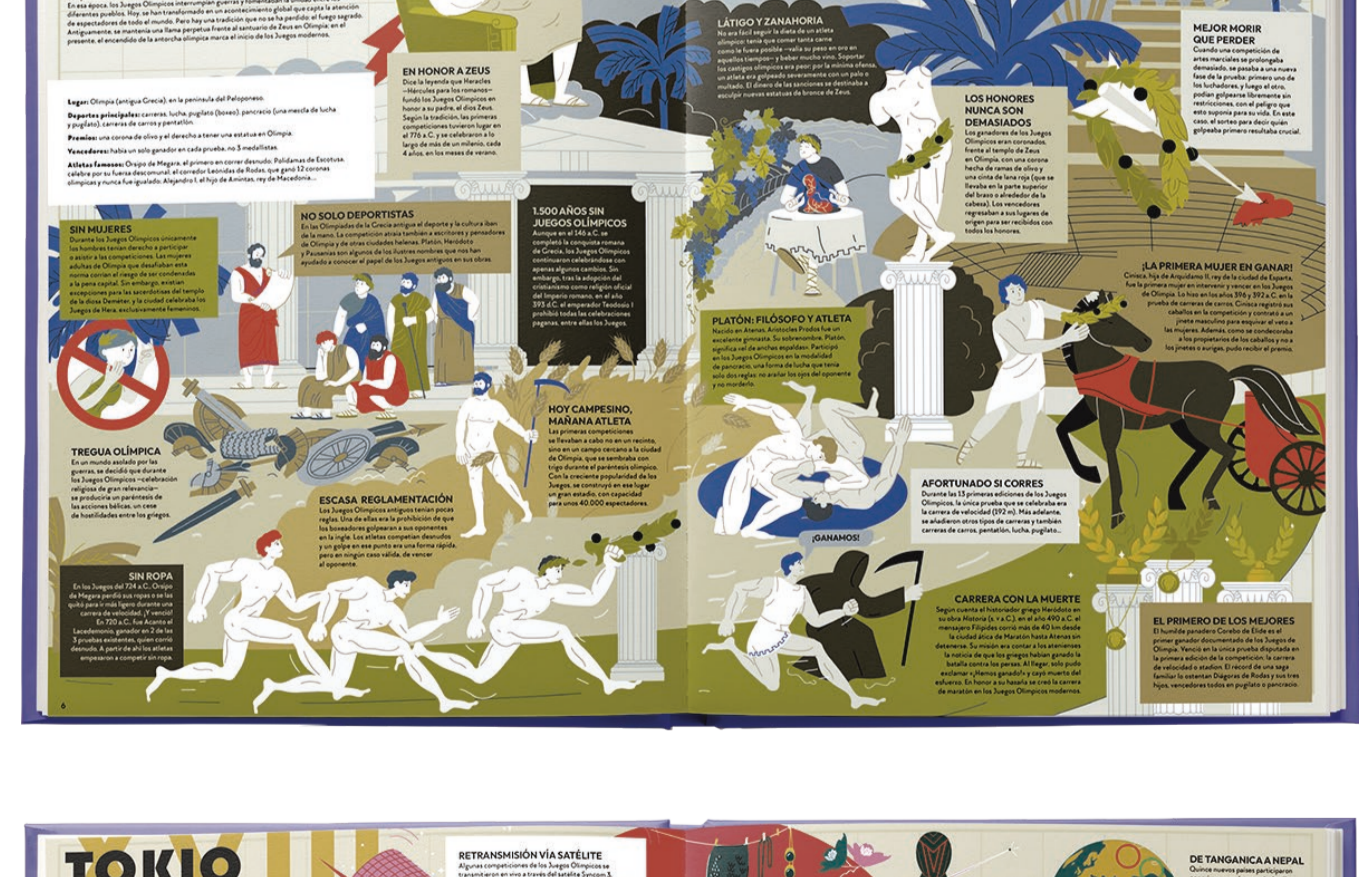 En esa época, los Juegos Olímpicos interrumpían guerras y fomentaban la unidad entre los
diferentes pueblos. Hoy, se han transformado en un acontecimiento global que capta la atención
de espectadores de todo el mundo. Pero hay una tradición que no se ha perdido: el fuego sagrado.
Antiguamente, se mantenía una llama perpetua frente al santuario de Zeus en Olimpia; en el
presente, el encendido de la antorcha olímpica marca el inicio de los Juegos modernos.
Lugar: Olimpia (antigua Grecia), en la península del Peloponeso.
Deportes principales: carreras, lucha, pugilato (boxeo), pancracio (una mezcla de lucha
y pugilato), carreras de carros y pentatlón.
Premios: una corona de olivo y el derecho a tener una estatua en Olimpia.
Vencedores: había un solo ganador en cada prueba, no 3 medallistas.
Atletas famosos: Orsipo de Megara, el primero en correr desnudo; Polidamas de Escotusa,
célebre por su fuerza descomunal; el corredor Leónidas de Rodas, que ganó 12 coronas
olímpicas y nunca fue igualado; Alejandro I, el hijo de Amintas, rey de Macedonia...
EN HONOR A ZEUS
Dice la leyenda que Heracles
—Hércules para los romanos—
fundó los Juegos Olímpicos en
honor a su padre, el dios Zeus.
Según la tradición, las primeras
competiciones tuvieron lugar en
el 776 a.C. y se celebraron a lo
largo de más de un milenio, cada
4 años, en los meses de verano.
SIN MUJERES
Durante los Juegos Olímpicos únicamente
los hombres tenían derecho a participar
o asistir a las competiciones. Las mujeres
adultas de Olimpia que desafiaban esta
norma corrían el riesgo de ser condenadas
a la pena capital. Sin embargo, existían
excepciones para las sacerdotisas del templo
de la diosa Deméter, y la ciudad celebraba los
Juegos de Hera, exclusivamente femeninos.
NO SOLO DEPORTISTAS
En las Olimpiadas de la Grecia antigua el deporte y la cultura iban
de la mano. La competición atraía también a escritores y pensadores
de Olimpia y de otras ciudades helenas. Platón, Heródoto
y Pausanias son algunos de los ilustres nombres que nos han
ayudado a conocer el papel de los Juegos antiguos en sus obras.
1.500 AÑOS SIN
JUEGOS OLÍMPICOS
Aunque en el 146 a.C. se
completó la conquista romana
de Grecia, los Juegos Olímpicos
continuaron celebrándose con
apenas algunos cambios. Sin
embargo, tras la adopción del
cristianismo como religión oficial
del Imperio romano, en el año
393 d.C. el emperador Teodosio I
prohibió todas las celebraciones
paganas, entre ellas los Juegos.
TREGUA OLÍMPICA
En un mundo asolado por las
guerras, se decidió que durante
los Juegos Olímpicos —celebración
religiosa de gran relevancia—
se produciría un paréntesis de
las acciones bélicas, un cese
de hostilidades entre los griegos.
HOY CAMPESINO,
MAÑANA ATLETA
Las primeras competiciones
se llevaban a cabo no en un recinto,
sino en un campo cercano a la ciudad
de Olimpia, que se sembraba con
trigo durante el paréntesis olímpico.
Con la creciente popularidad de los
Juegos, se construyó en ese lugar
un gran estadio, con capacidad
para unos 40.000 espectadores.
ESCASA REGLAMENTACIÓN
Los Juegos Olímpicos antiguos tenían pocas
reglas. Una de ellas era la prohibición de que
los boxeadores golpearan a sus oponentes
en la ingle. Los atletas competían desnudos
y un golpe en ese punto era una forma rápida,
pero en ningún caso válida, de vencer
al oponente.
SIN ROPA
En los Juegos del 724 a.C., Orsipo
de Megara perdió sus ropas o se las
quitó para ir más ligero durante una
carrera de velocidad. ¡Y venció!
En 720 a.C., fue Acanto el
Lacedemonio, ganador en 2 de las
3 pruebas existentes, quien corrió
desnudo. A partir de ahí los atletas
empezaron a competir sin ropa.
6
LÁTIGO Y ZANAHORIA
No era fácil seguir la dieta de un atleta
olímpico: tenía que comer tanta carne
como le fuera posible —valía su peso en oro en
aquellos tiempos— y beber mucho vino. Soportar
los castigos olímpicos era peor: por la mínima ofensa,
un atleta era golpeado severamente con un palo o
multado. El dinero de las sanciones se destinaba a
esculpir nuevas estatuas de bronce de Zeus.
LOS HONORES
NUNCA SON
DEMASIADOS
Los ganadores de los Juegos
Olímpicos eran coronados,
frente al templo de Zeus
en Olimpia, con una corona
hecha de ramas de olivo y
una cinta de lana roja (que se
llevaba en la parte superior
del brazo o alrededor de la
cabeza). Los vencedores
regresaban a sus lugares de
origen para ser recibidos con
todos los honores.
MEJOR MORIR
QUE PERDER
Cuando una competición de
artes marciales se prolongaba
demasiado, se pasaba a una nueva
fase de la prueba: primero uno de
los luchadores, y luego el otro,
podían golpearse libremente sin
restricciones, con el peligro que
esto suponía para su vida. En este
caso, el sorteo para decidir quién
golpeaba primero resultaba crucial.
¡LA PRIMERA MUJER EN GANAR!
Cinisca, hija de Arquidamo II, rey de la ciudad de Esparta,
fue la primera mujer en intervenir y vencer en los Juegos
de Olimpia. Lo hizo en los años 396 y 392 a.C. en la
prueba de carreras de carros. Cinisca registró sus
caballos en la competición y contrató a un
jinete masculino para esquivar el veto a
las mujeres. Además, como se condecoraba
a los propietarios de los caballos y no a
los jinetes o aurigas, pudo recibir el premio.
PLATÓN: FILÓSOFO Y ATLETA
Nacido en Atenas, Aristocles Prodos fue un
excelente gimnasta. Su sobrenombre, Platón,
significa «el de anchas espaldas». Participó
en los Juegos Olímpicos en la modalidad
de pancracio, una forma de lucha que tenía
solo dos reglas: no arañar los ojos del oponente
y no morderlo.
AFORTUNADO SI CORRES
Durante las 13 primeras ediciones de los Juegos
Olímpicos, la única prueba que se celebraba era
la carrera de velocidad (192 m). Más adelante,
se añadieron otros tipos de carreras y también
carreras de carros, pentatlón, lucha, pugilato...
¡GANAMOS!
CARRERA CON LA MUERTE
Según cuenta el historiador griego Heródoto en
su obra Historia (s. V a.C.), en el año 490 a.C. el
mensajero Filípides corrió más de 40 km desde
la ciudad ática de Maratón hasta Atenas sin
detenerse. Su misión era contar a los atenienses
la noticia de que los griegos habían ganado la
batalla contra los persas. Al llegar, solo pudo
exclamar «¡Hemos ganado!» y cayó muerto del
esfuerzo. En honor a su hazaña se creó la carrera
de maratón en los Juegos Olímpicos modernos.
EL PRIMERO DE LOS MEJORES
El humilde panadero Corebo de Élide es el
primer ganador documentado de los Juegos de
Olimpia. Venció en la única prueba disputada en
la primera edición de la competición: la carrera
de velocidad o stadion. El récord de una saga
familiar lo ostentan Diágoras de Rodas y sus tres
hijos, vencedores todos en pugilato o pancracio.
XVIII
TOKIO
RETRANSMISIÓN VÍA SATÉLITE
Algunas competiciones de los Juegos Olímpicos se
transmitieron en vivo a través del satélite Syncom 3,
DE TANGANICA A NEPAL
Quince nuevos países participaron